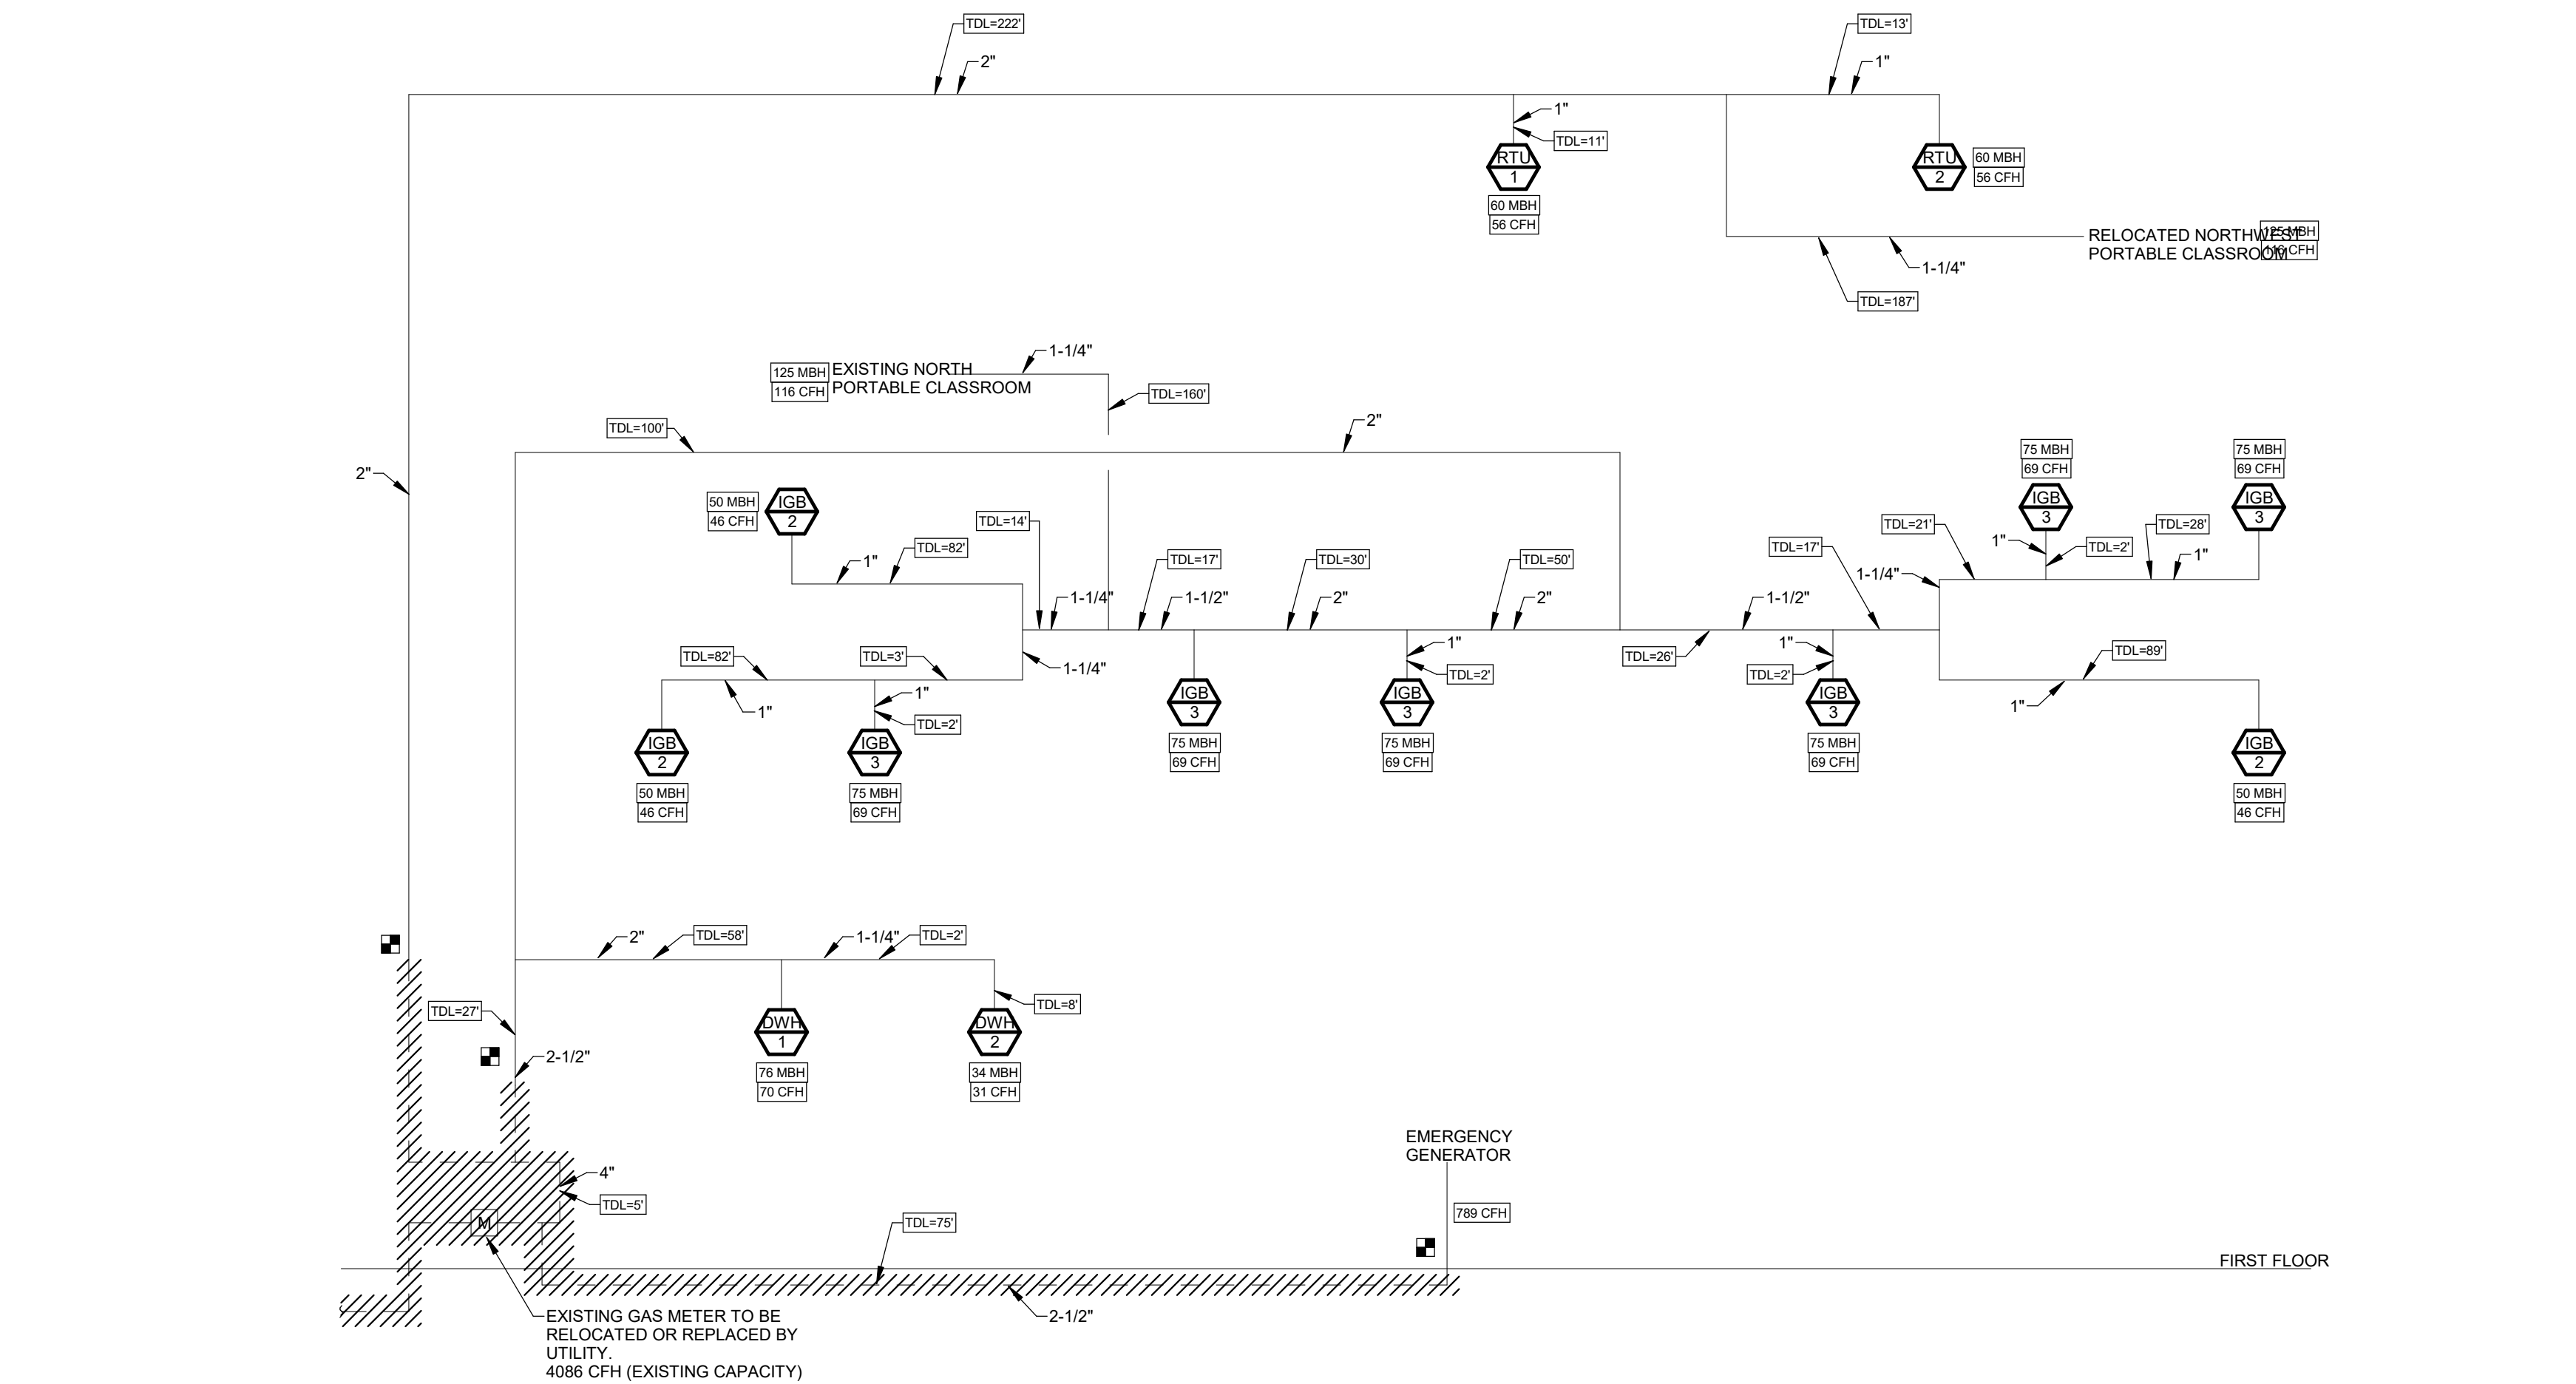 TDL=222'
2"
TDL=13'
1"
1"
TDL=11'
RTU
1
60 MBH
56 CFH
RTU
2
60 MBH
56 CFH
RELOCATED NORTHWEST
PORTABLE CLASSROOM
125 MBH
116 CFH
1-1/4"
TDL=187'
2"
1-1/4"
125 MBH
116 CFH
EXISTING NORTH
PORTABLE CLASSROOM
TDL=160'
TDL=100'
2"
50 MBH
46 CFH
IGB
2
1"
TDL=82'
TDL=14'
1-1/4"
TDL=17'
1-1/2"
TDL=30'
2"
TDL=50'
2"
1-1/2"
TDL=26'
TDL=17'
1-1/4"
TDL=21'
75 MBH
69 CFH
IGB
3
1"
TDL=2'
TDL=28'
1"
75 MBH
69 CFH
IGB
3
TDL=82'
1"
TDL=3'
1-1/4"
1"
TDL=2'
IGB
2
50 MBH
46 CFH
IGB
3
75 MBH
69 CFH
IGB
3
75 MBH
69 CFH
1"
TDL=2'
IGB
3
75 MBH
69 CFH
1"
TDL=2'
IGB
3
75 MBH
69 CFH
TDL=89'
1"
IGB
2
50 MBH
46 CFH
2"
TDL=58'
1-1/4"
TDL=2'
TDL=8'
DWH
1
76 MBH
70 CFH
DWH
2
34 MBH
31 CFH
TDL=27'
2-1/2"
4"
TDL=5'
M
TDL=75'
2-1/2"
EMERGENCY
GENERATOR
789 CFH
FIRST FLOOR
EXISTING GAS METER TO BE
RELOCATED OR REPLACED BY
UTILITY.
4086 CFH (EXISTING CAPACITY)